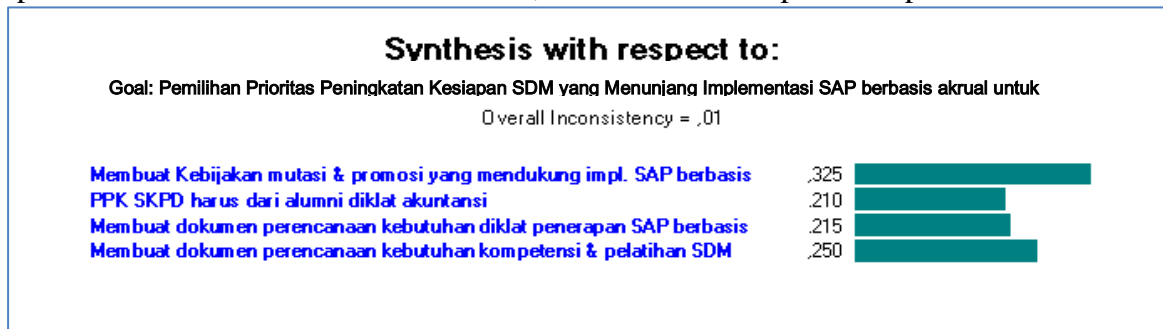 Synthesis with respect to:
Goal: Pemilihan Prioritas Peningkatan Kesiapan SDM yang Menunjang Implementasi SAP berbasis akrual untuk
Overall Inconsistency = ,01
Membuat Kebijakan mutasi & promosi yang mendukung impl. SAP berbasis ,325
PPK SKPD harus dari alumni diklat akuntansi ,210
Membuat dokumen perencanaan kebutuhan diklat penerapan SAP berbasis ,215
Membuat dokumen perencanaan kebutuhan kompetensi & pelatihan SDM ,250